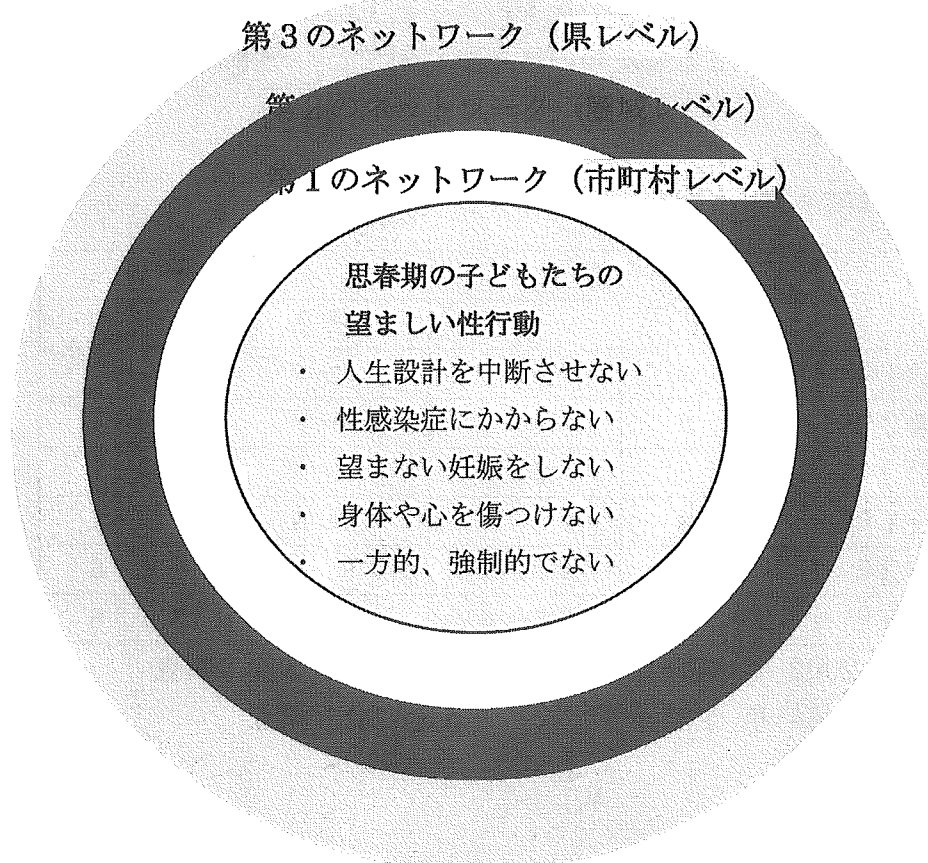 第3のネットワーク（県レベル）
第 レベル）
第1のネットワーク（市町村レベル）
思春期の子どもたちの
望ましい性行動
・ 人生設計を中断させない
・ 性感染症にかからない
・ 望まない妊娠をしない
・ 身体や心を傷つけない
・ 一方的、強制的でない